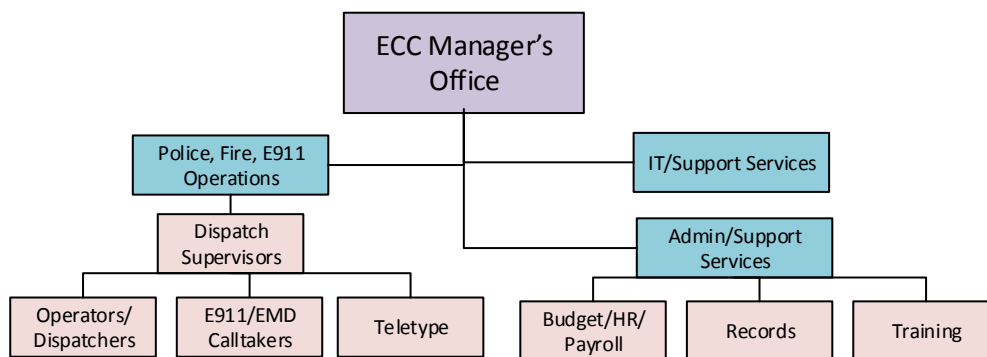 ECC Manager’s
Office
Police, Fire, E911
Operations
IT/Support Services
Dispatch
Supervisors
Admin/Support
Services
Operators/
Dispatchers
E911/EMD
Calltakers
Teletype
Budget/HR/
Payroll
Records
Training